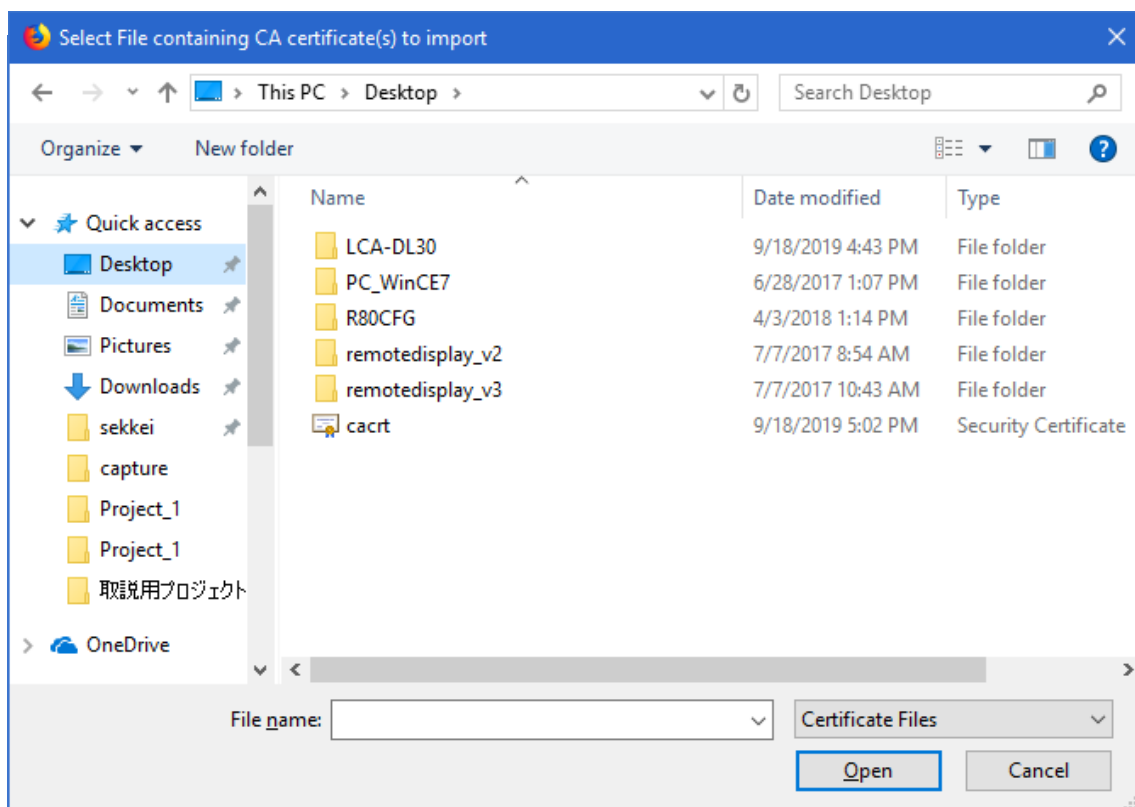 Select File containing CA certificate(s) to import
This PC > Desktop >
Search Desktop
Organize
New folder
Name Date modified Type
Quick access
Desktop
Documents
Pictures
Downloads
sekkei
capture
Project_1
Project_1
取説用プロジェクト
OneDrive
LCA-DL30 9/18/2019 4:43 PM File folder
PC_WinCE7 6/28/2017 1:07 PM File folder
R80CFG 4/3/2018 1:14 PM File folder
remotedisplay_v2 7/7/2017 8:54 AM File folder
remotedisplay_v3 7/7/2017 10:43 AM File folder
cacrt 9/18/2019 5:02 PM Security Certificate
File name:
Certificate Files
Open
Cancel